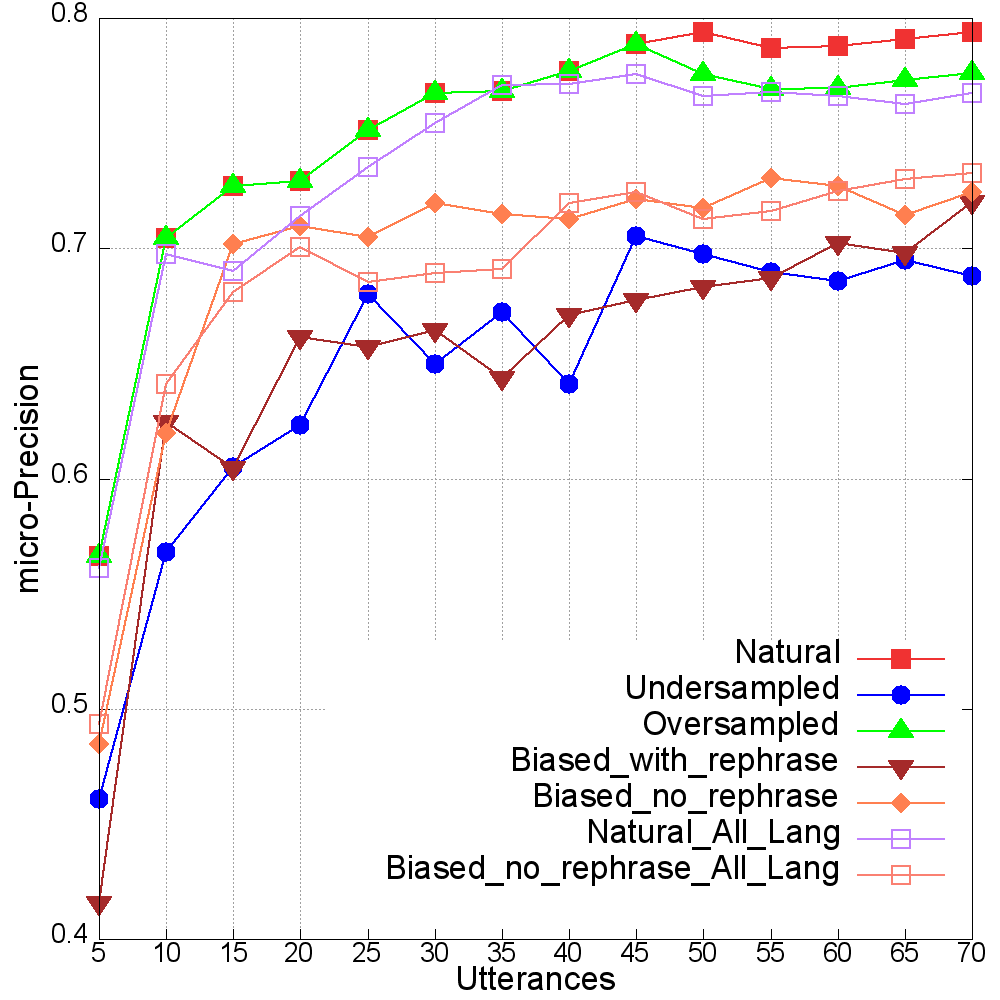 0.8
0.7
0.6
0.5
0.4
micro-Precision
Natural
Undersampled
Oversampled
Biased_with_rephrase
Biased_no_rephrase
Natural_All_Lang
Biased_no_rephrase_All_Lang
5 10 15 20 25 30 35 40 45 50 55 60 65 70
Utterances